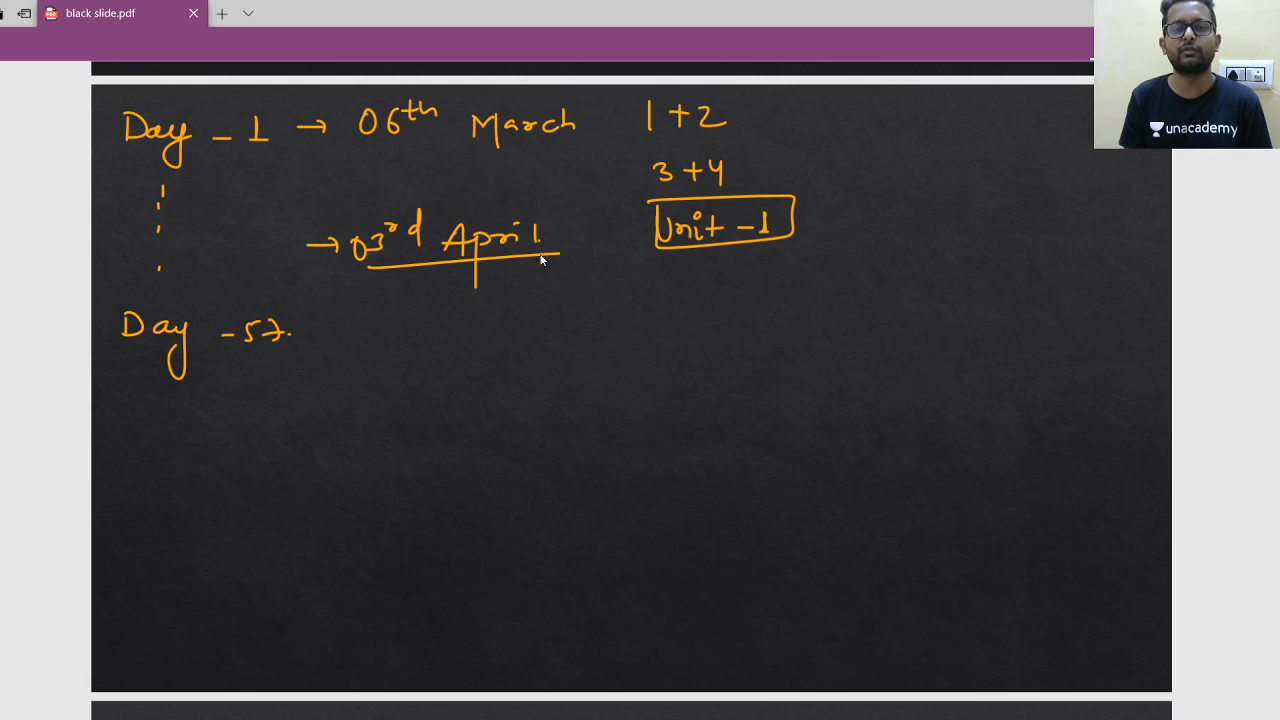 black slide.pdf
unacademy
Day - 1 → 06th March
1 + 2
3 + 4
Unit - 1
→ 03rd April
Day - 57.